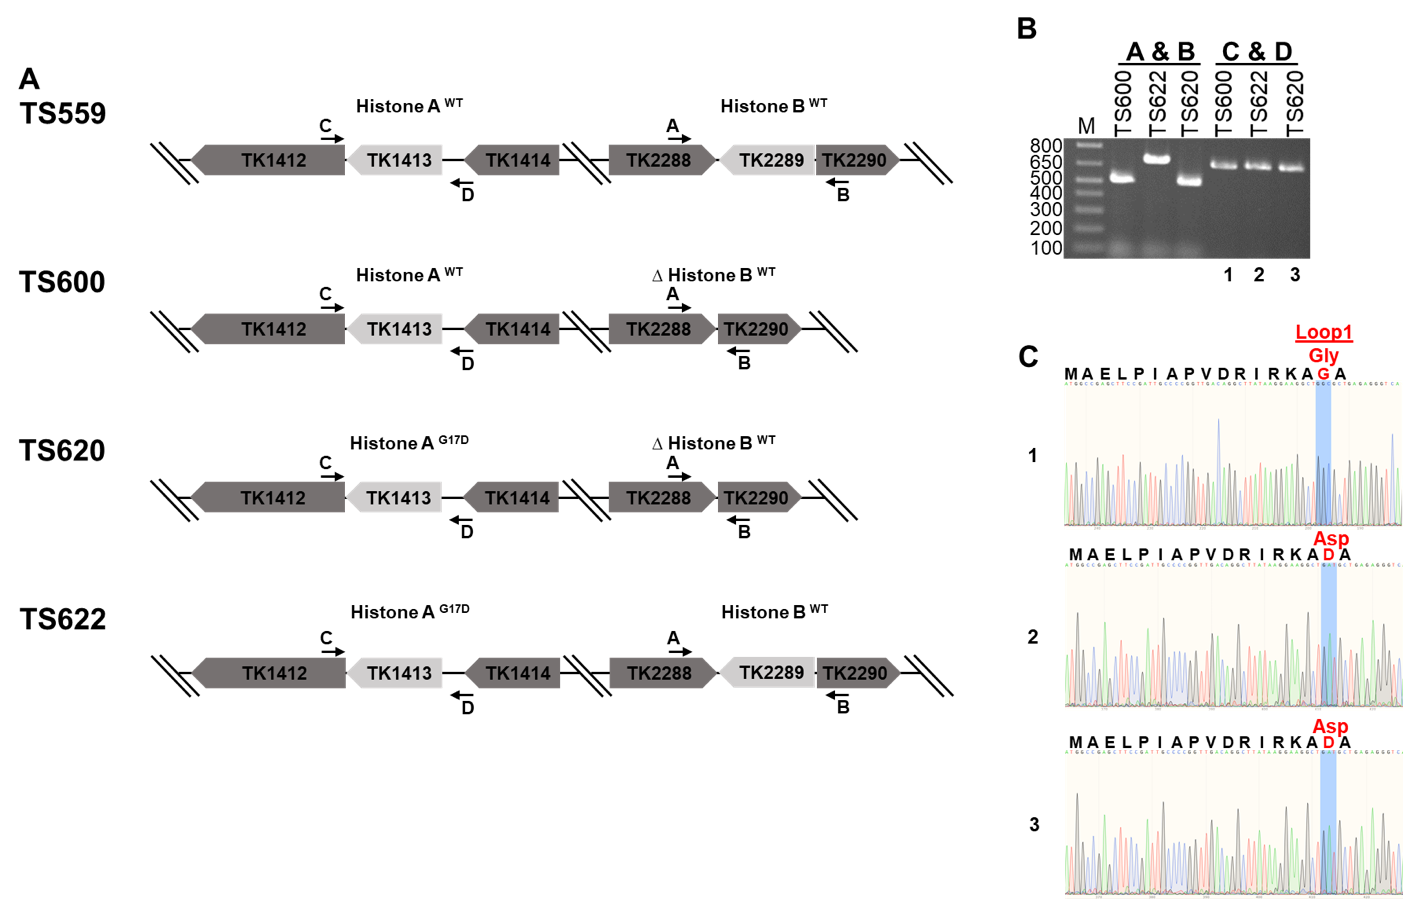 A
TS559
Histone A WT
Histone B WT
C
A
TK1412
TK1413
TK1414
TK2288
TK2289
TK2290
D
B
TS600
Histone A WT
Δ Histone B WT
C
A
TK1412
TK1413
TK1414
TK2288
TK2290
D
B
TS620
Histone A G17D
Δ Histone B WT
C
A
TK1412
TK1413
TK1414
TK2288
TK2290
D
B
TS622
Histone A G17D
Histone B WT
C
A
TK1412
TK1413
TK1414
TK2288
TK2289
TK2290
D
B
B
A & B
C & D
M
TS600
TS622
TS620
TS600
TS622
TS620
800
650
500
400
300
200
100
1 2 3
C
Loop1
Gly
M A E L P I A P V D R I R K A G A
1
Asp
M A E L P I A P V D R I R K A D A
2
Asp
M A E L P I A P V D R I R K A D A
3